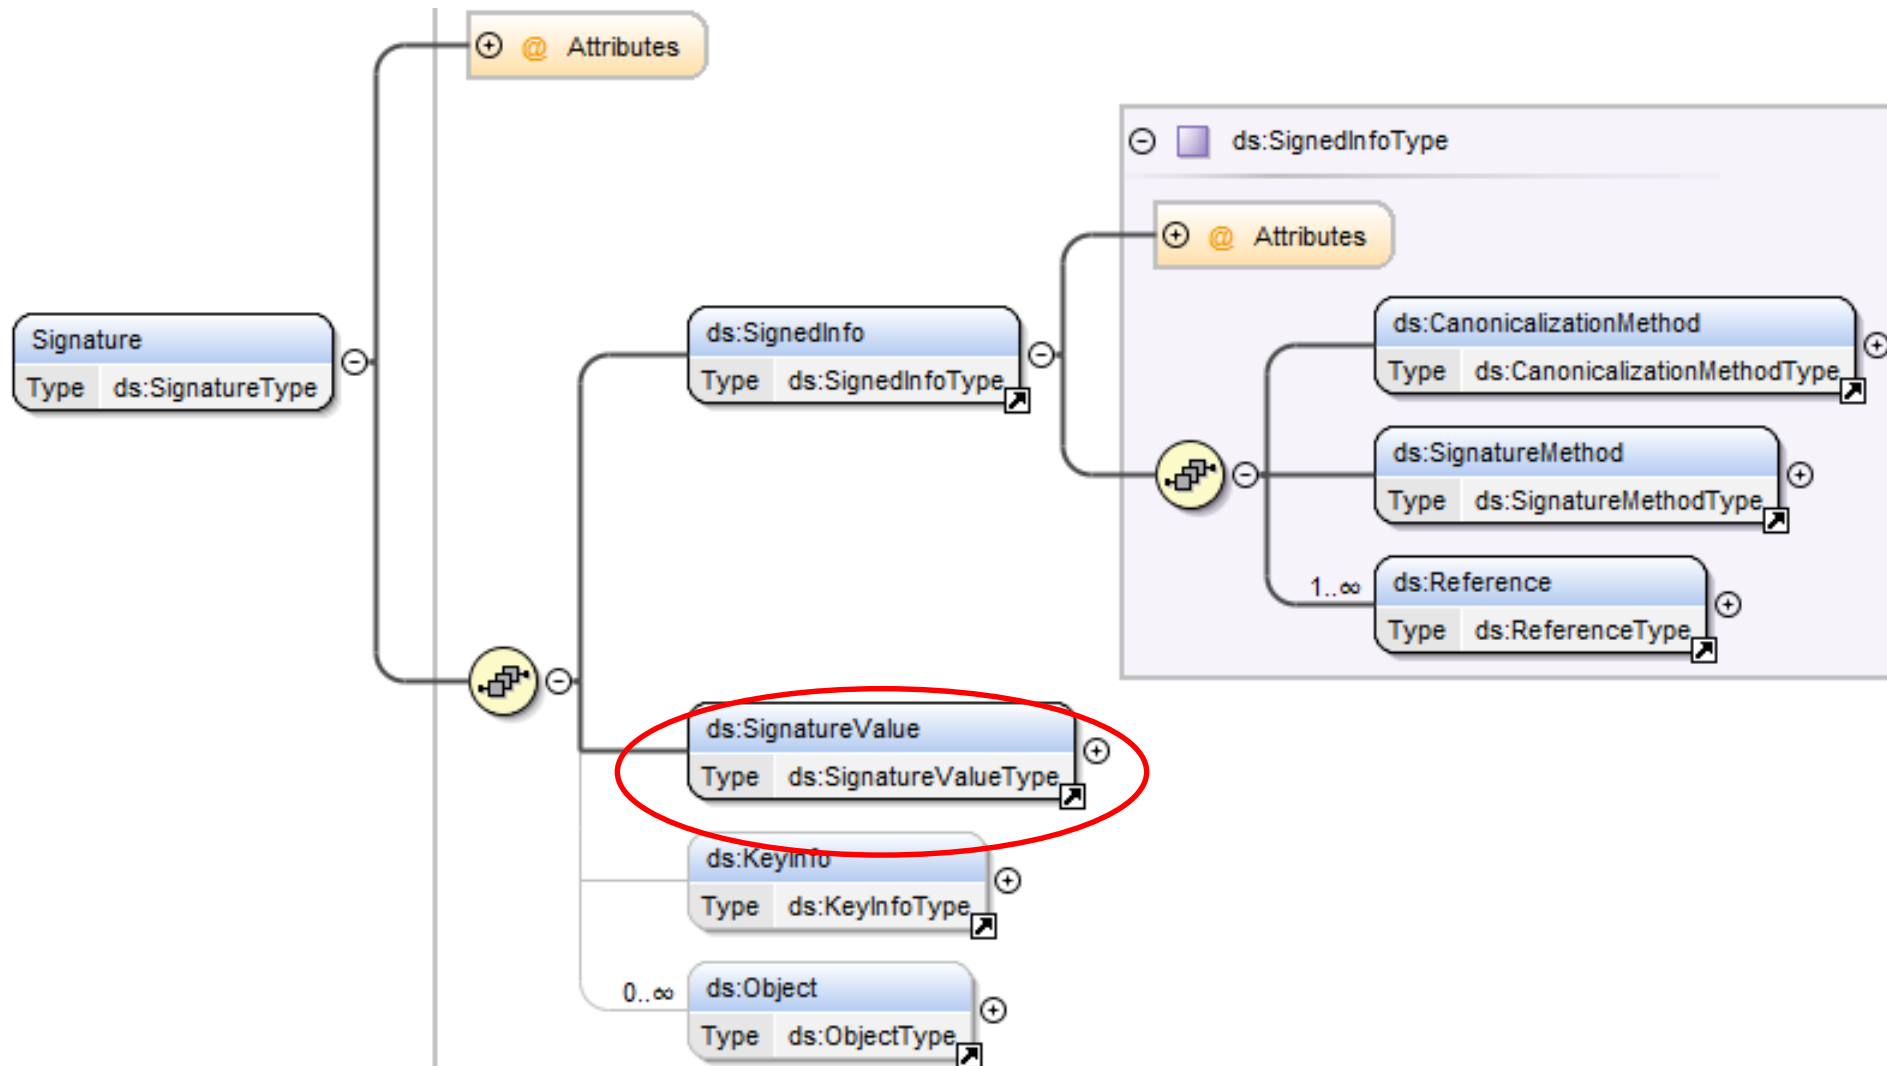 @ Attributes
ds:SignedInfoType
@ Attributes
Signature
Type ds:SignatureType
ds:SignedInfo
Type ds:SignedInfoType
ds:CanonicalizationMethod
Type ds:CanonicalizationMethodType
ds:SignatureMethod
Type ds:SignatureMethodType
1..∞
ds:Reference
Type ds:ReferenceType
ds:SignatureValue
Type ds:SignatureValueType
ds:KeyInfo
Type ds:KeyInfoType
0..∞
ds:Object
Type ds:ObjectType